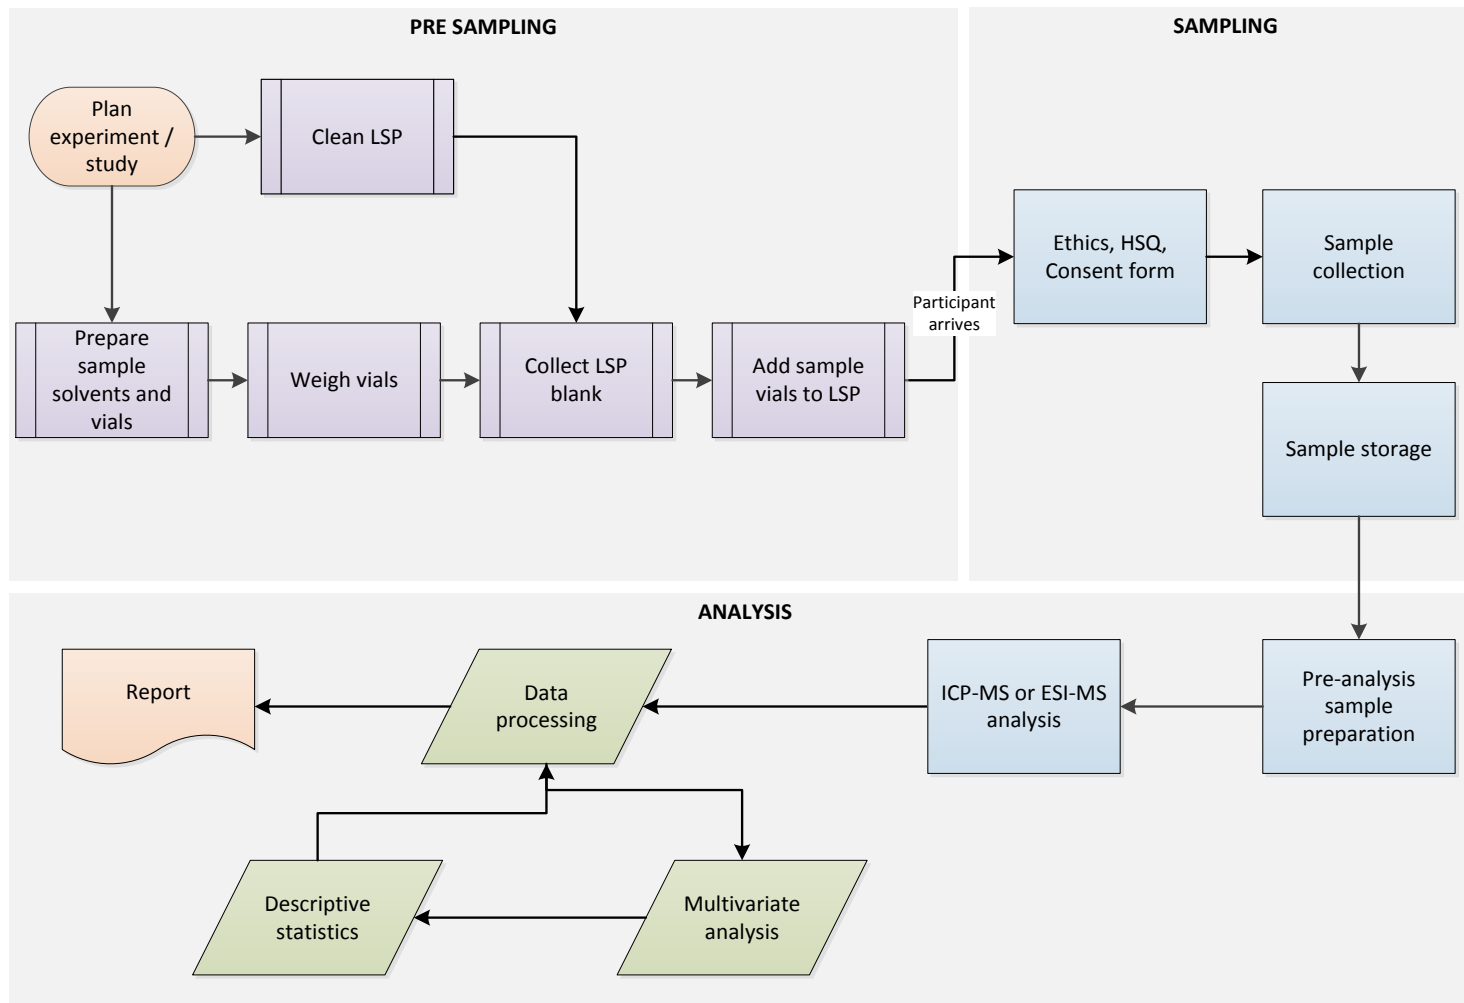 PRE SAMPLING
Plan
experiment /
study
Clean LSP
Prepare
sample
solvents and
vials
Weigh vials
Collect LSP
blank
Add sample
vials to LSP
Participant
arrives
SAMPLING
Ethics, HSQ,
Consent form
Sample
collection
Sample storage
ANALYSIS
Pre-analysis
sample
preparation
ICP-MS or ESI-MS
analysis
Data
processing
Report
Multivariate
analysis
Descriptive
statistics